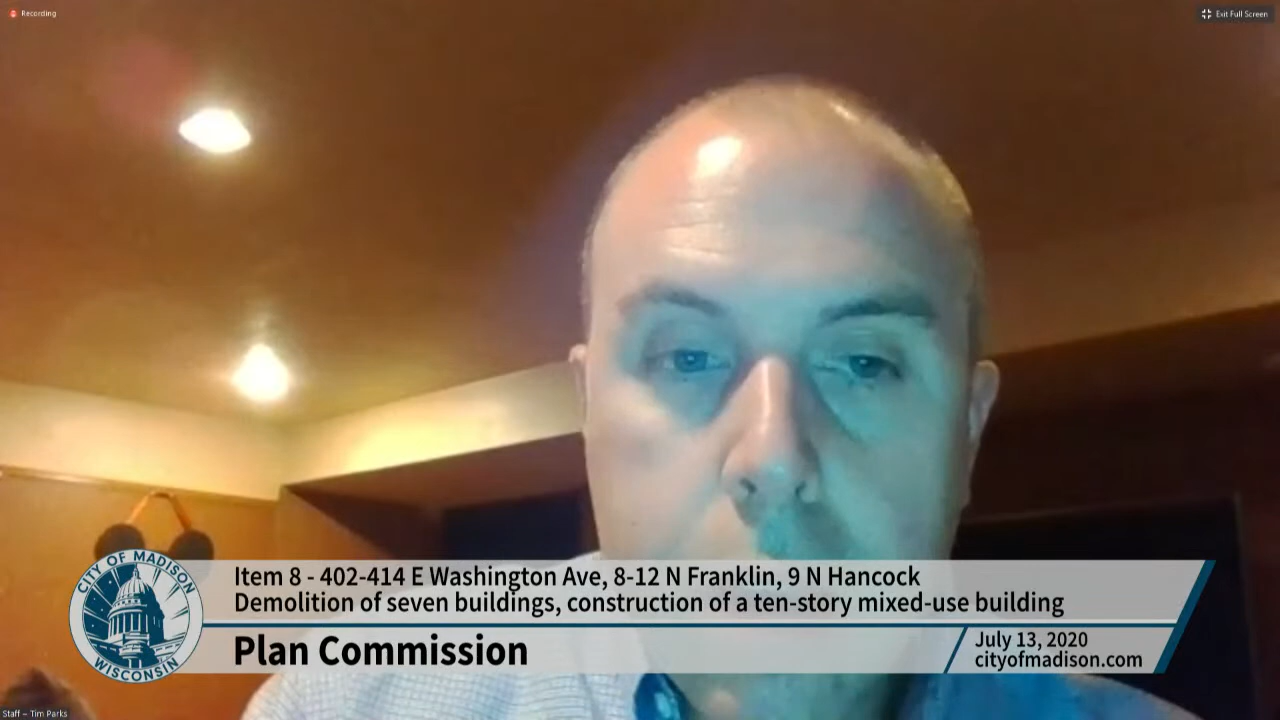 Recording
Exit Full Screen
CITY OF MADISON
WISCONSIN
Item 8 - 402-414 E Washington Ave, 8-12 N Franklin, 9 N Hancock
Demolition of seven buildings, construction of a ten-story mixed-use building
Plan Commission
July 13, 2020
cityofmadison.com
Staff – Tim Parks